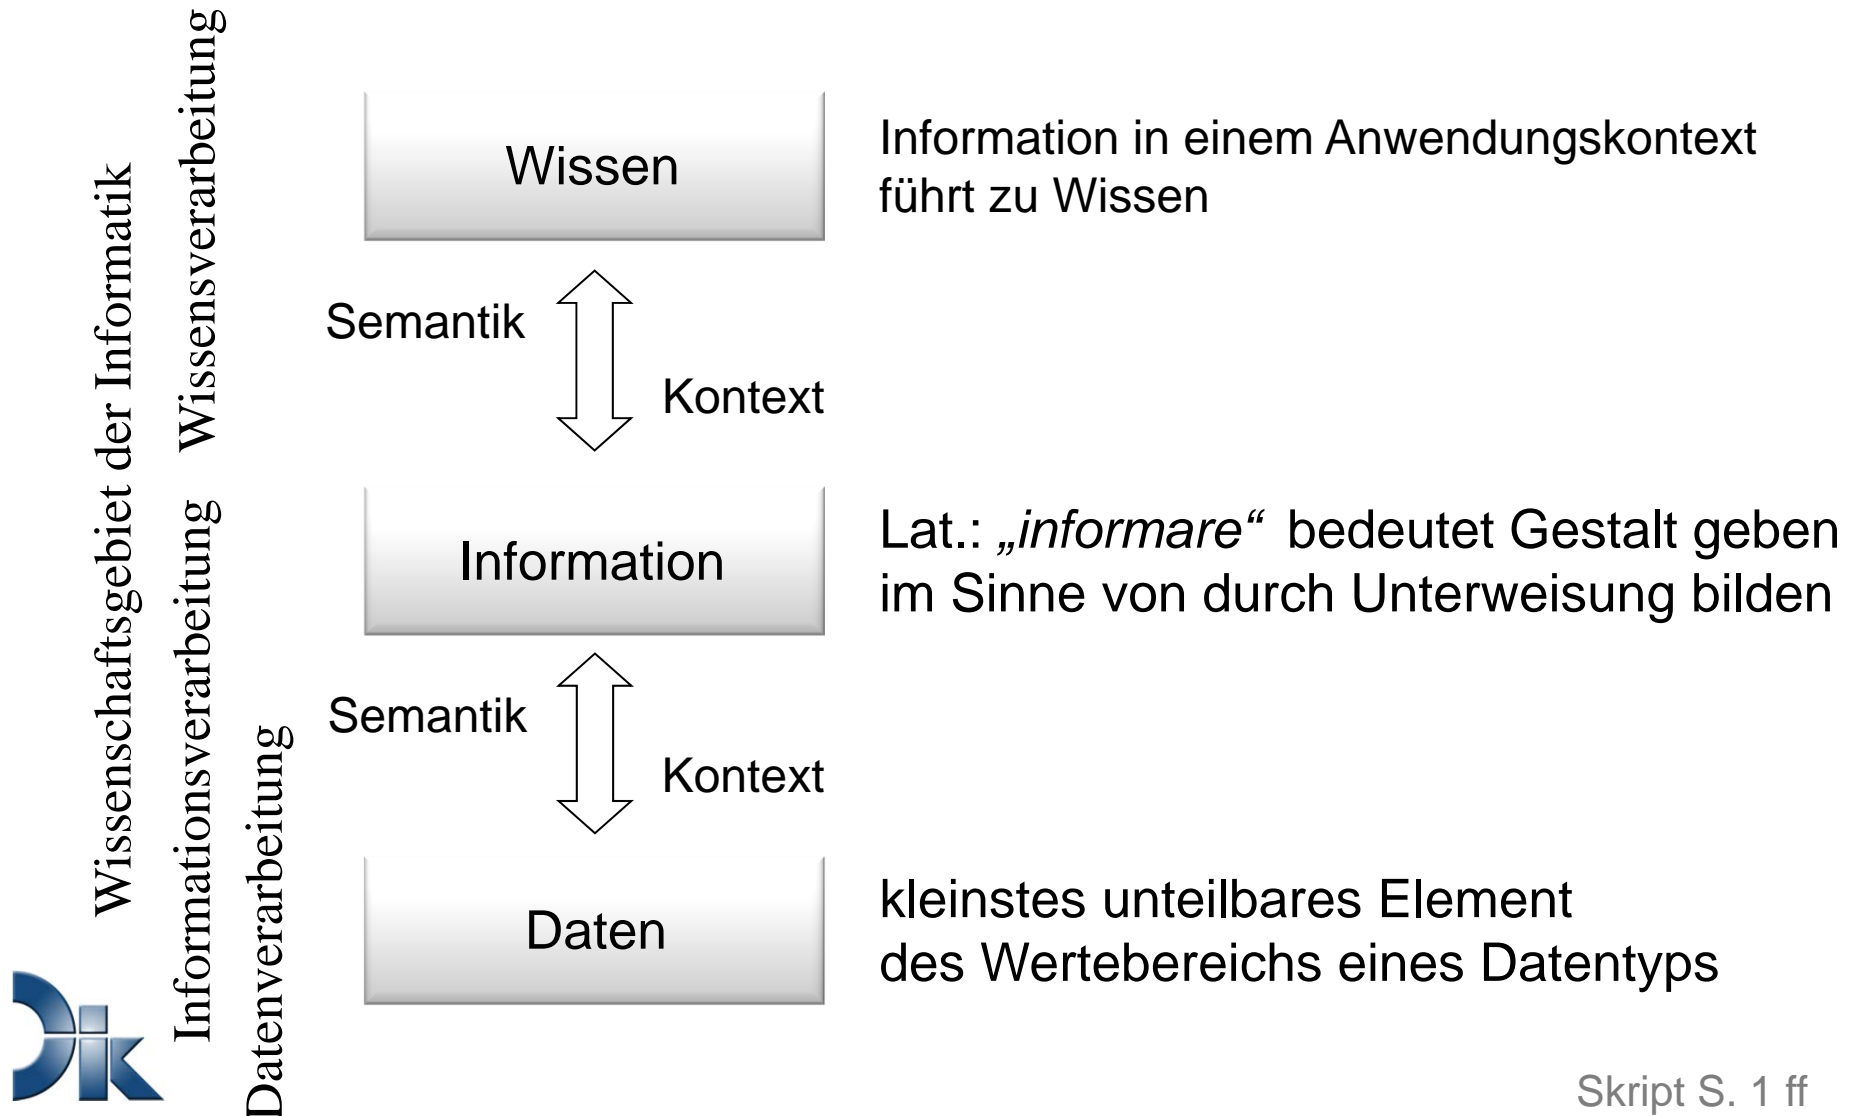 Wissenschaftsgebiet der Informatik
Wissensverarbeitung
Informationsverarbeitung
Datenverarbeitung
Wissen
Information in einem Anwendungskontext
führt zu Wissen
Semantik
Kontext
Information
Lat.: „informare“ bedeutet Gestalt geben
im Sinne von durch Unterweisung bilden
Semantik
Kontext
Daten
kleinstes unteilbares Element
des Wertebereichs eines Datentyps
Dik
Skript S. 1 ff